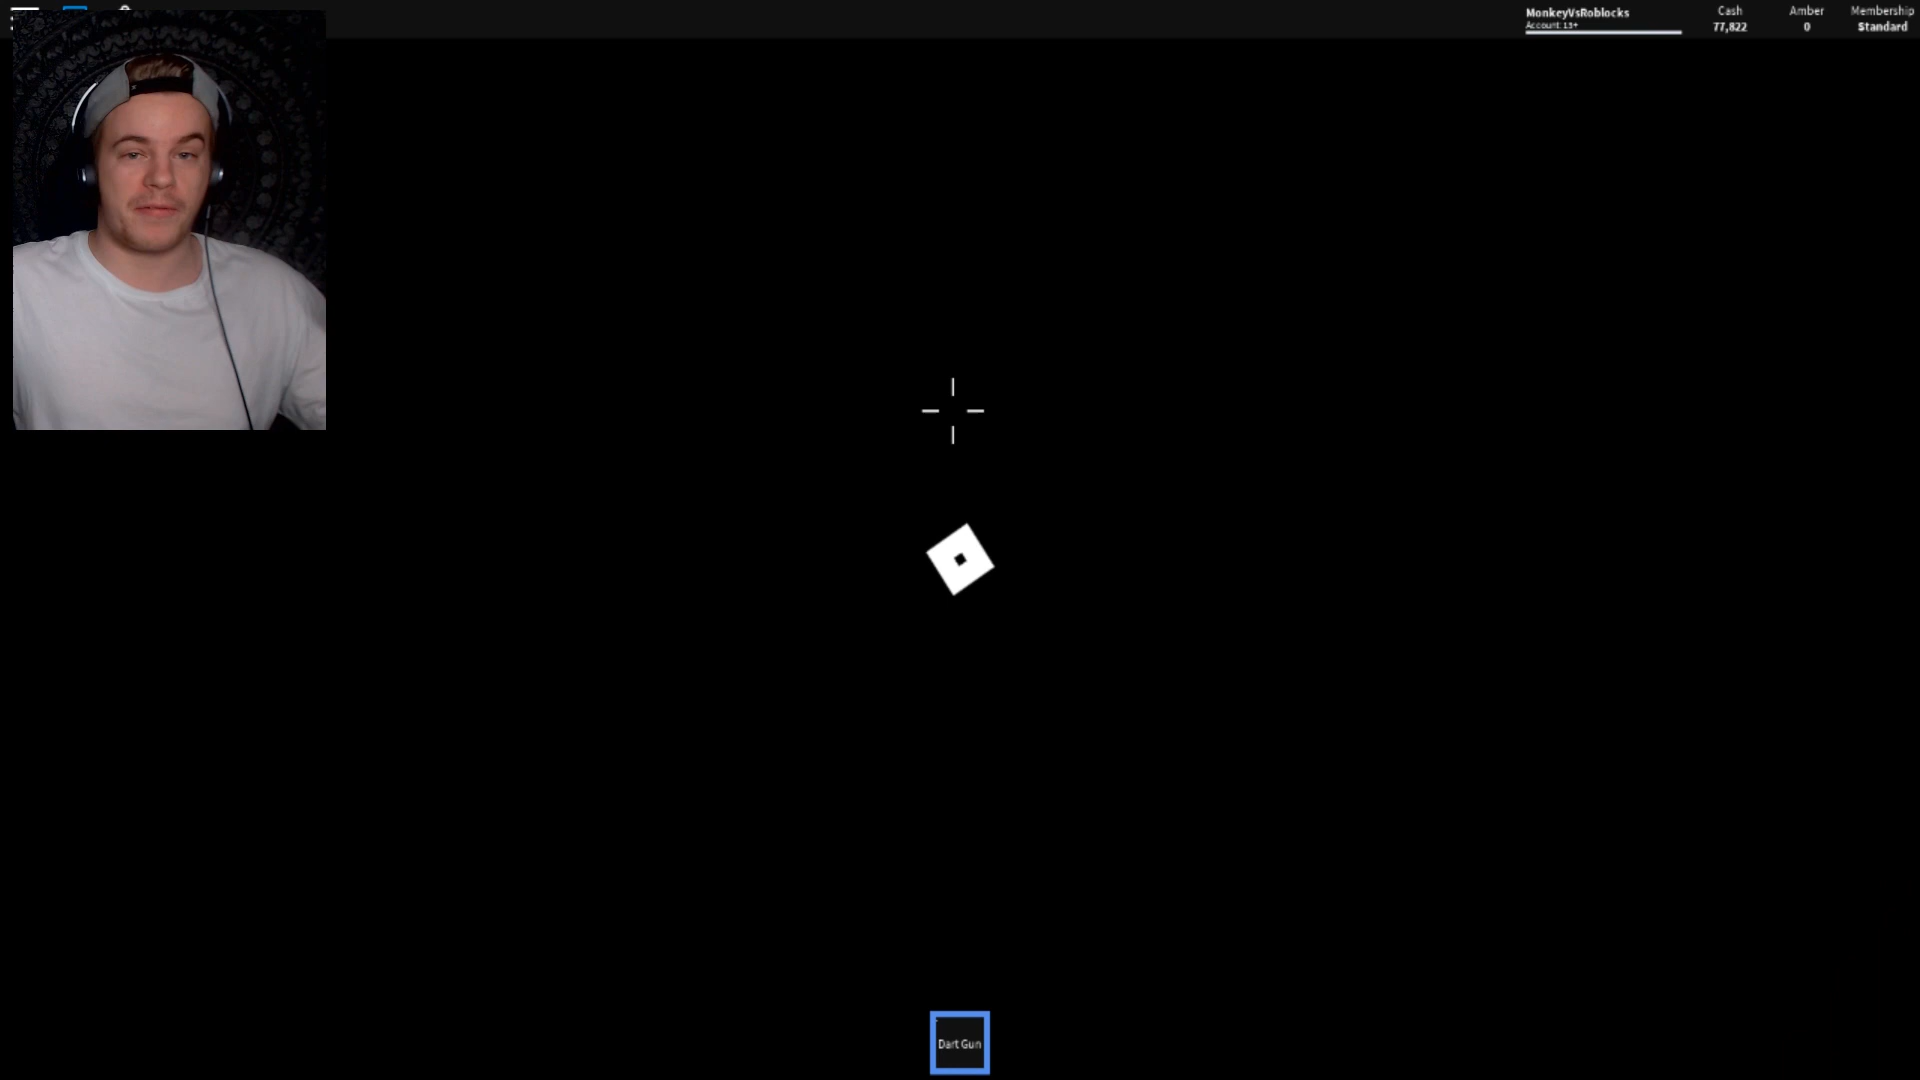 MonkeyVsRoblocks
Account: 13+
Cash
77,822
Amber
0
Membership
Standard
Dart Gun